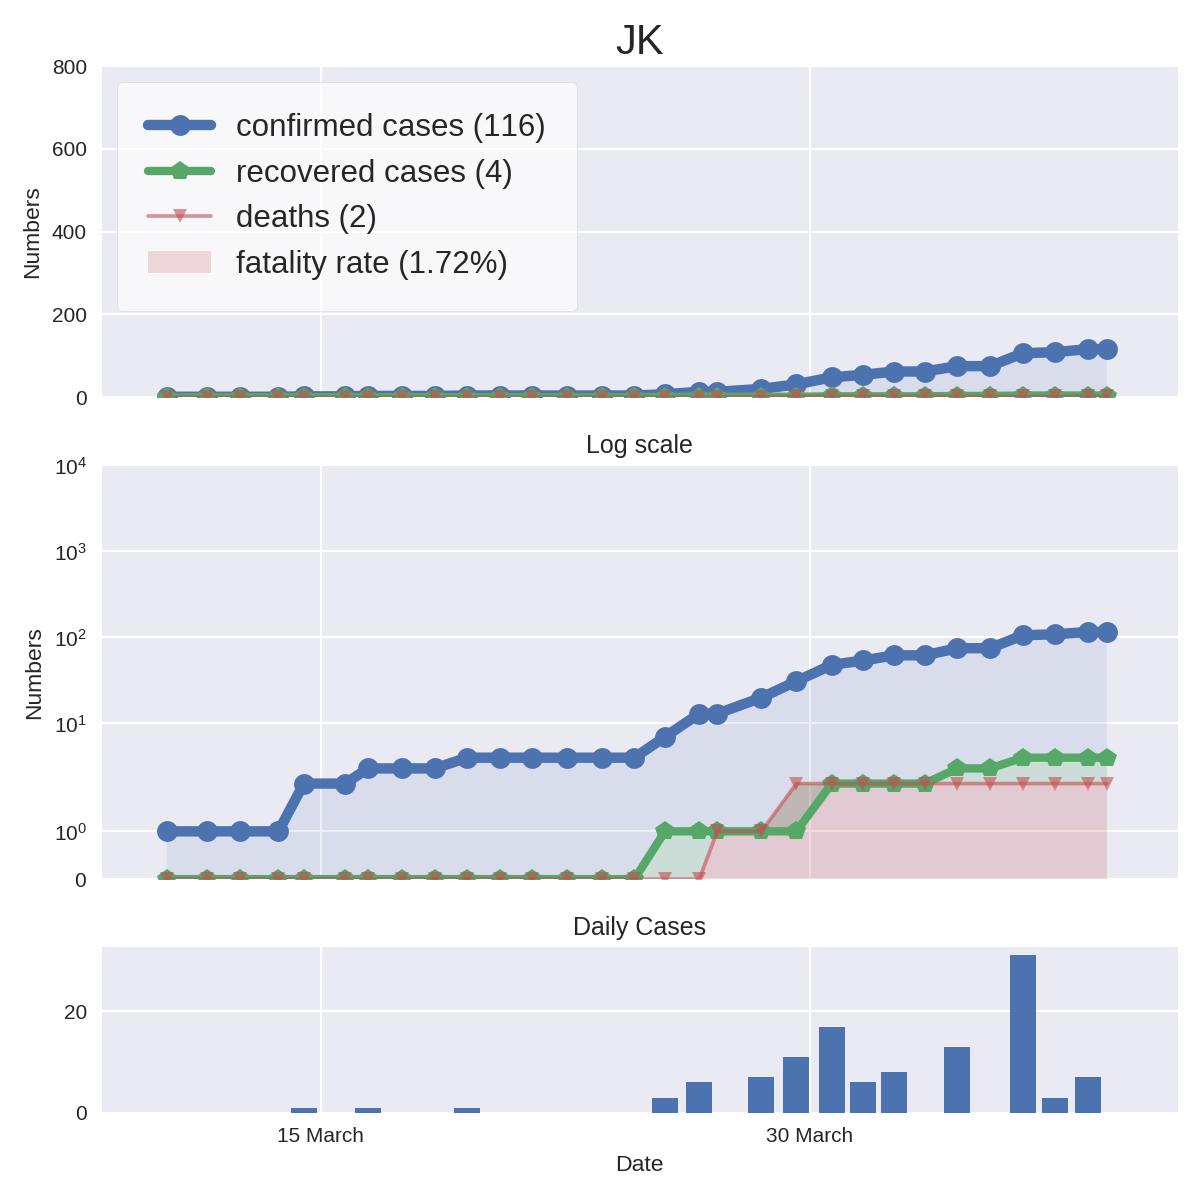 JK
800
600
400
200
0
Numbers
confirmed cases (116)
recovered cases (4)
deaths (2)
fatality rate (1.72%)
Log scale
10⁴
10³
10²
10¹
10⁰
0
Numbers
Daily Cases
20
0
15 March
30 March
Date